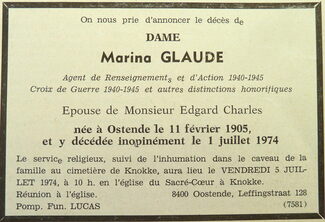 On nous prie d'annoncer le décès de
DAME
Marina GLAUDE
Agent de Renseignements et d'Action 1940-1945
Croix de Guerre 1940-1945 et autres distinctions honorifiques
Epouse de Monsieur Edgard Charles
née à Ostende le 11 février 1905,
et y décédée inopinément le 1 juillet 1974
Le service religieux, suivi de l'inhumation dans le caveau de la
famille au cimetière de Knokke, aura lieu le VENDREDI 5 JUIL-
LET 1974, à 10 h. en l'église du Sacré-Cœur à Knokke.
Réunion à l'église. 8400 Oostende, Leffingstraat 128
Pomp. Fun. LUCAS (7581)